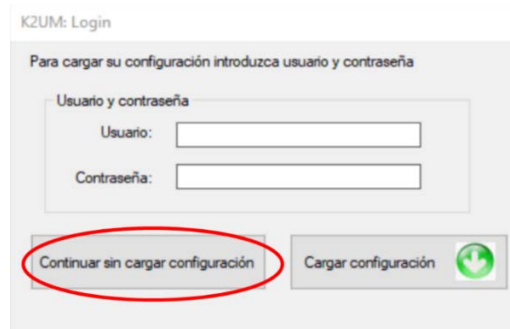 K2UM: Login
Para cargar su configuración introduzca usuario y contraseña
Usuario y contraseña
Usuario:
Contraseña:
Continuar sin cargar configuración
Cargar configuración